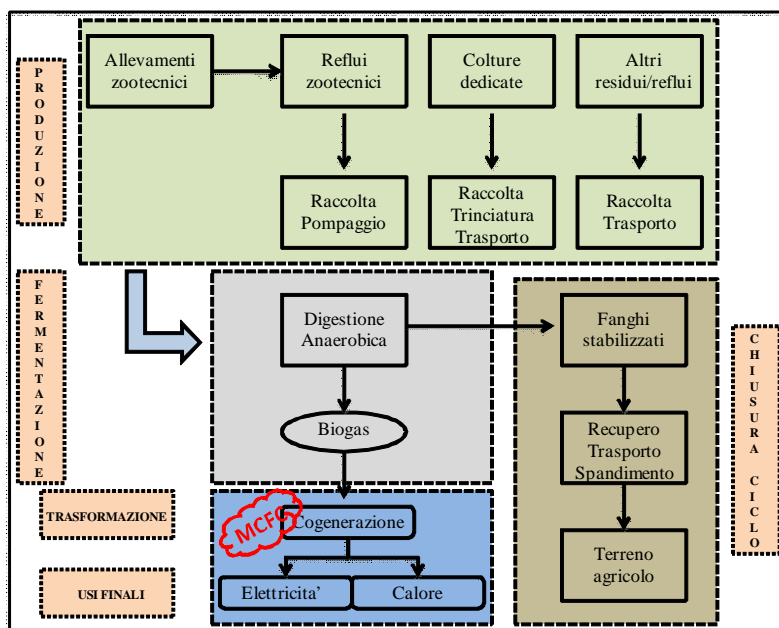 PRODUZIONE
Allevamenti
zootecnici
Reflui
zootecnici
Colture
dedicate
Altri
residui/reflui
Raccolta
Pompaggio
Raccolta
Trinciatura
Trasporto
Raccolta
Trasporto
FERMENTAZIONE
Digestione
Anaerobica
Biogas
Fanghi
stabilizzati
Recupero
Trasporto
Spandimento
Terreno
agricolo
CHIUSURA CICLO
TRASFORMAZIONE
MCFC
Cogenerazione
USI FINALI
Elettricita’
Calore